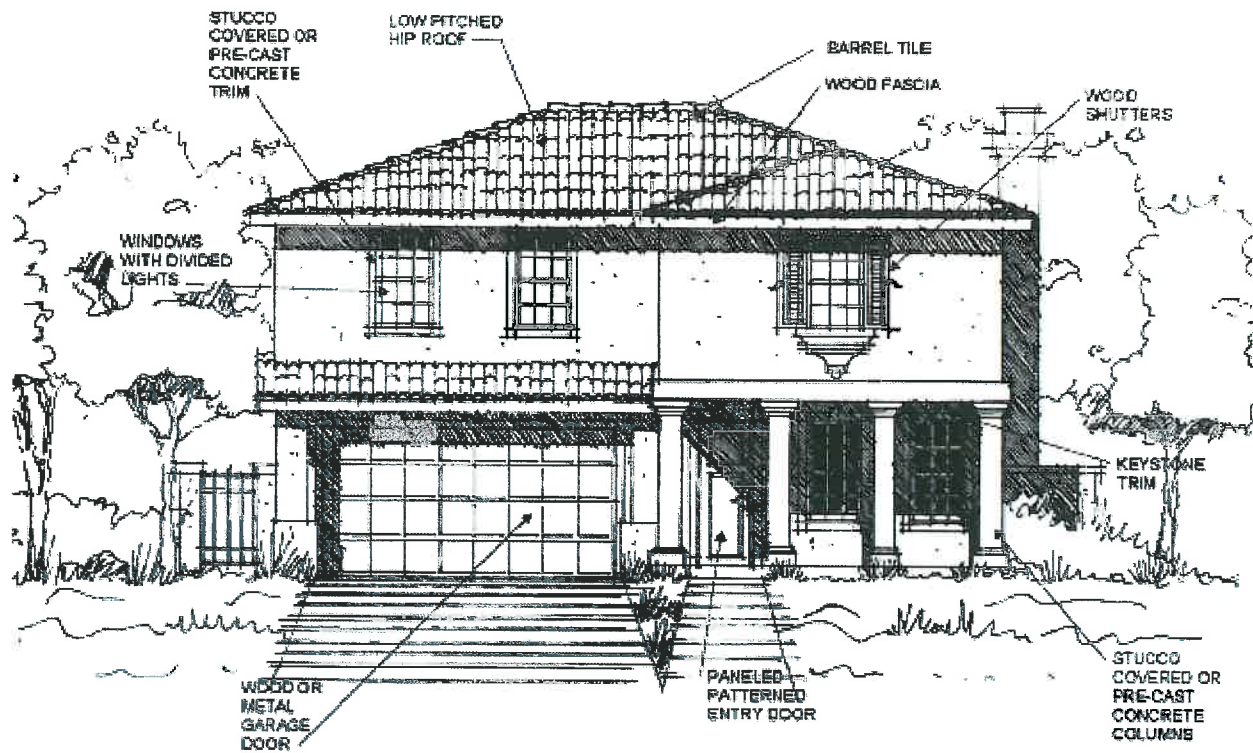 STUCCO
COVERED OR
PRE-CAST
CONCRETE
TRIM
LOW PITCHED
HIP ROOF
BARREL TILE
WOOD FASCIA
WOOD
SHUTTERS
WINDOWS
WITH DIVIDED
LIGHTS
KEYSTONE
TRIM
WOOD OR
METAL
GARAGE
DOOR
PANELED
PATTERNED
ENTRY DOOR
STUCCO
COVERED OR
PRE-CAST
CONCRETE
COLUMNS